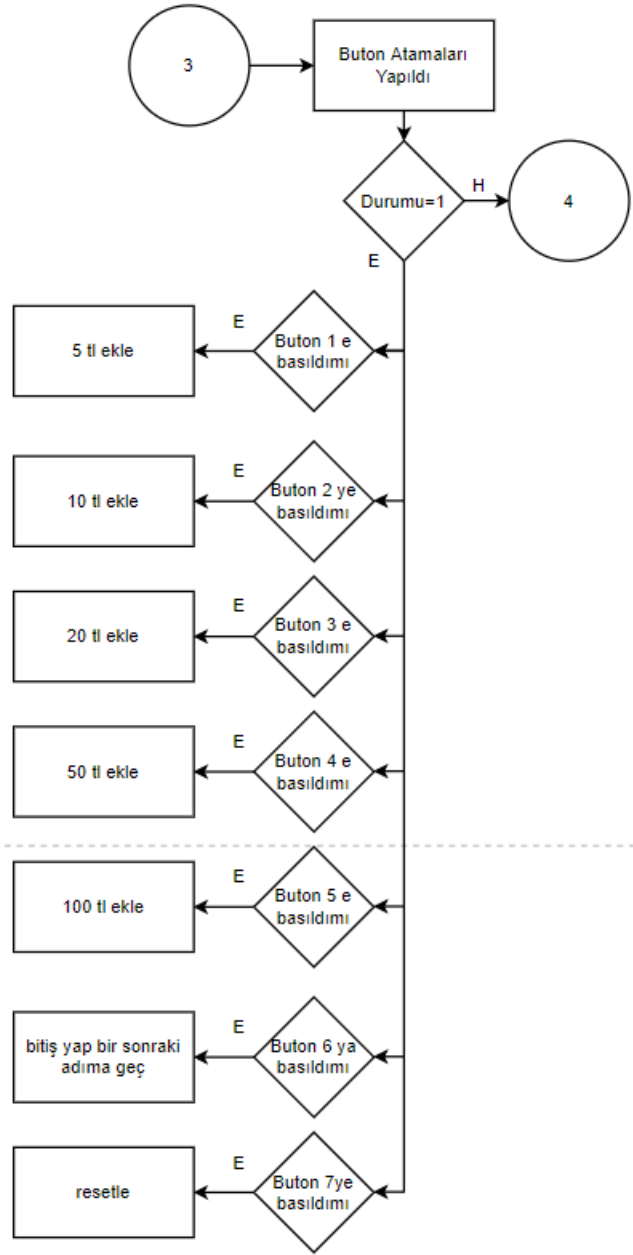 3
Buton Atamaları
Yapıldı
Durumu=1
H
4
E
5 tl ekle
E
Buton 1 e
basıldımı
10 tl ekle
E
Buton 2 ye
basıldımı
20 tl ekle
E
Buton 3 e
basıldımı
50 tl ekle
E
Buton 4 e
basıldımı
100 tl ekle
E
Buton 5 e
basıldımı
bitiş yap bir sonraki
adıma geç
E
Buton 6 ya
basıldımı
resetle
E
Buton 7ye
basıldımı